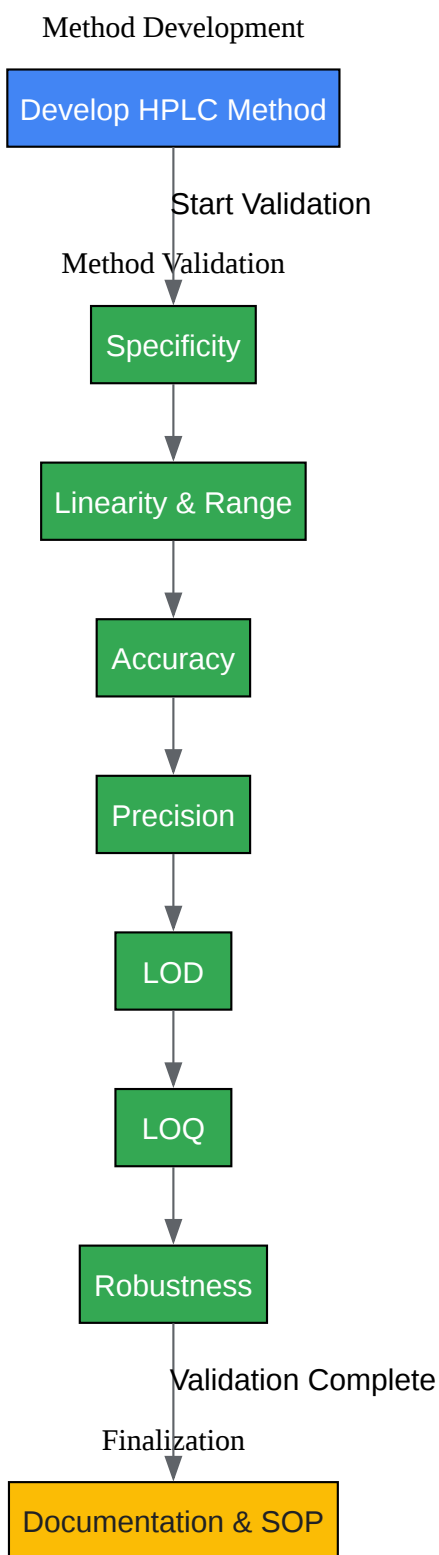 Method Development
Develop HPLC Method
Start Validation
Method Validation
Specificity
Linearity & Range
Accuracy
Precision
LOD
LOQ
Robustness
Validation Complete
Finalization
Documentation & SOP